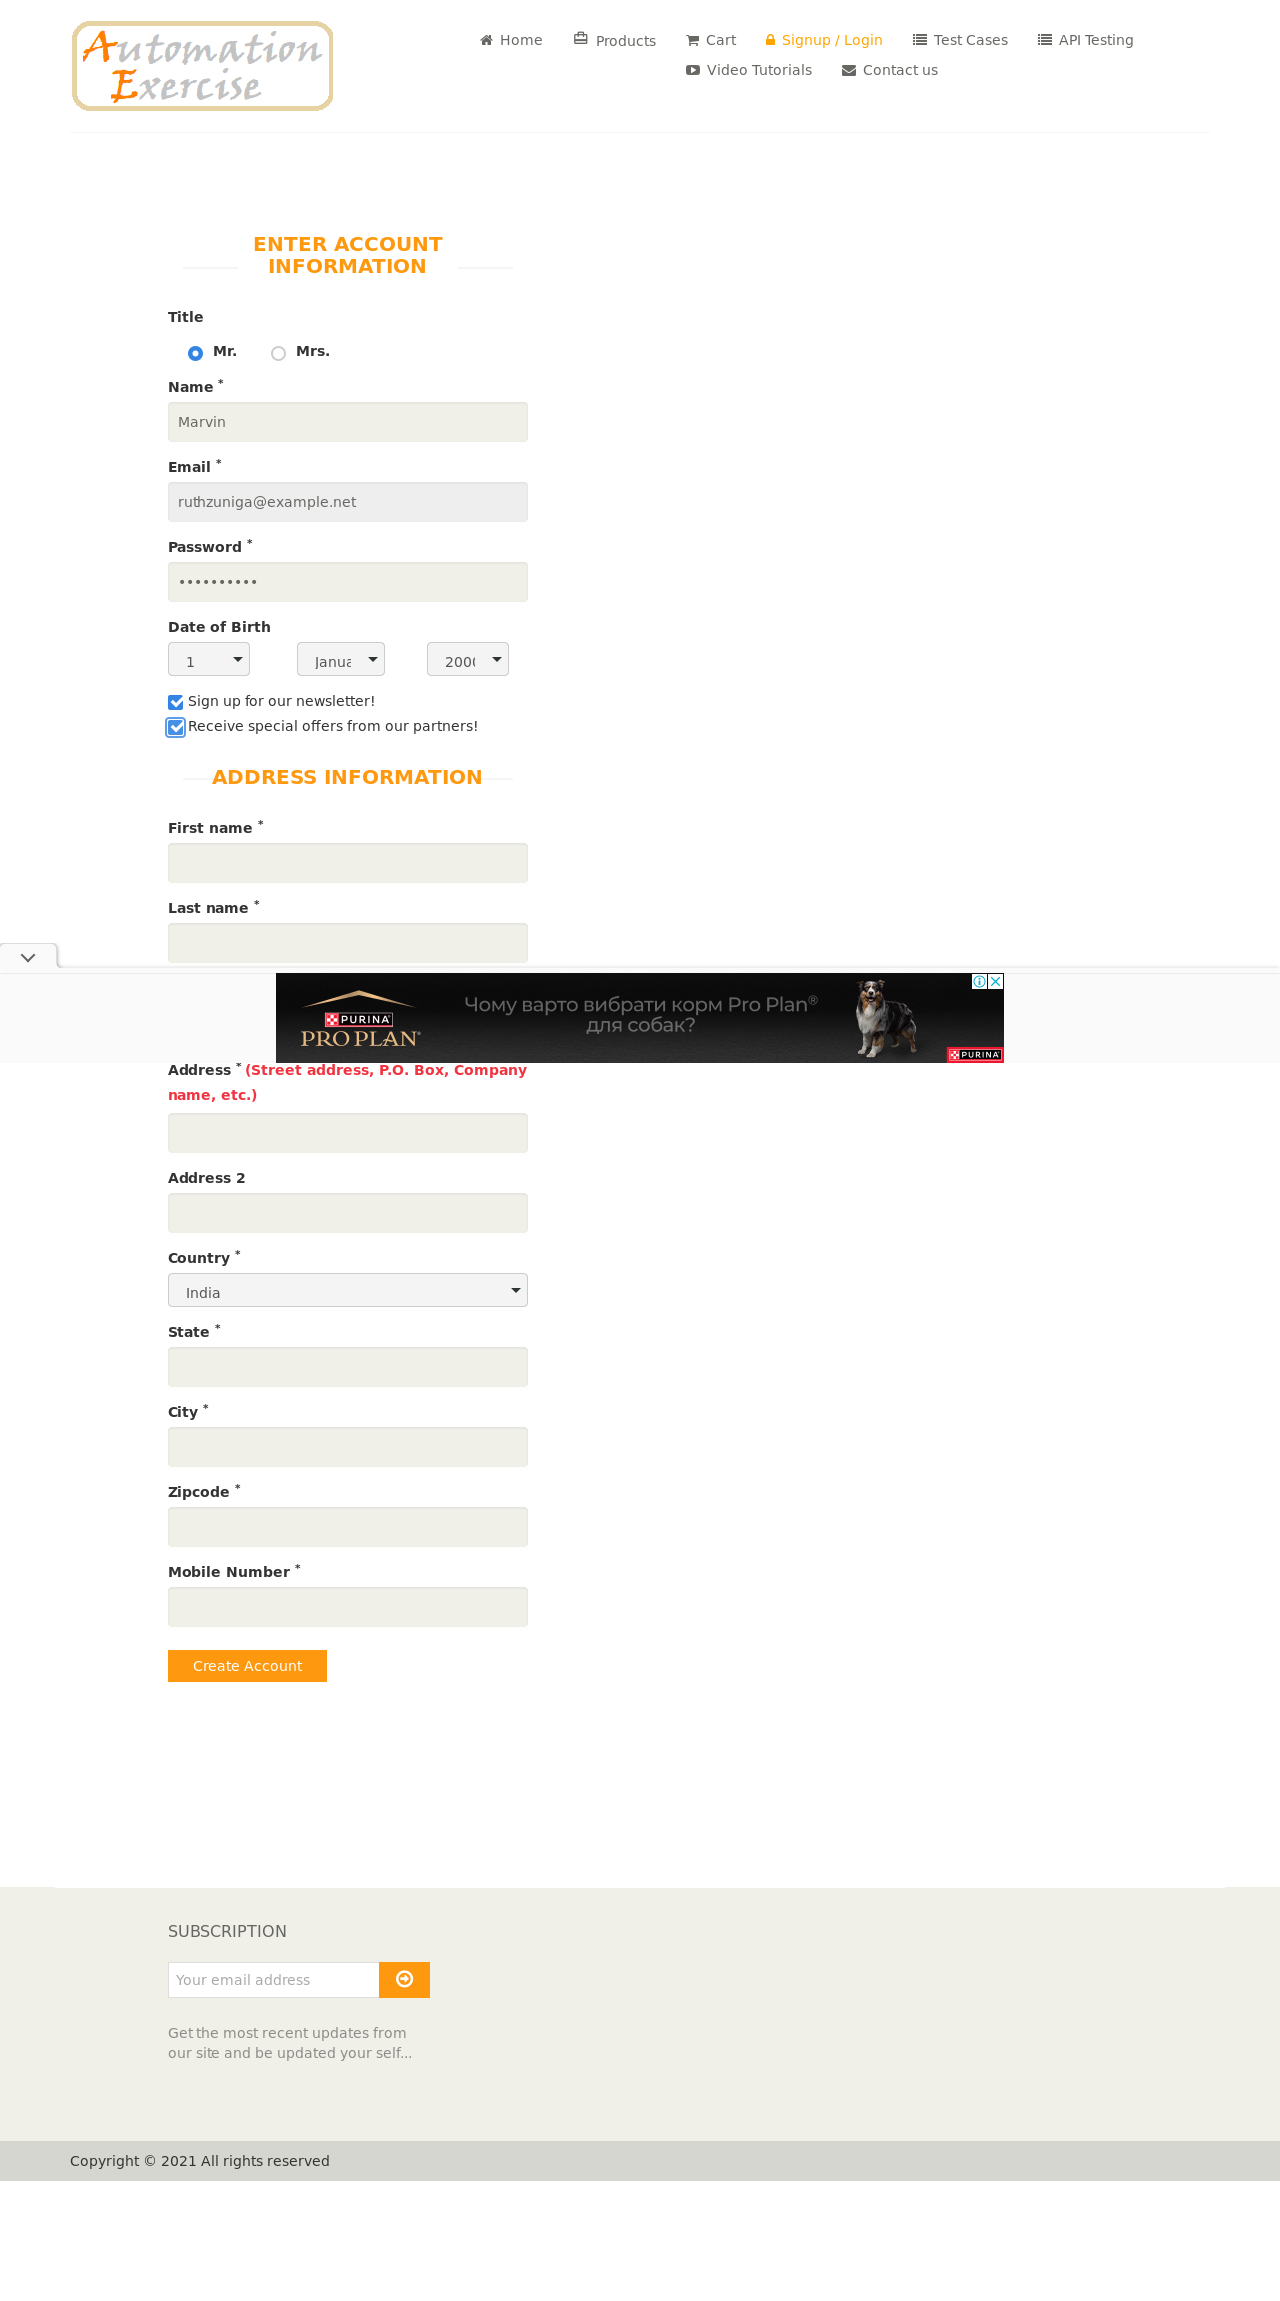 Automation
Exercise
Home
Products
Cart
Signup / Login
Test Cases
API Testing
Video Tutorials
Contact us
ENTER ACCOUNT
INFORMATION
Title
Mr.
Mrs.
Name *
Marvin
Email *
ruthzuniga@example.net
Password *
••••••••••
Date of Birth
1
Janua
2000
Sign up for our newsletter!
Receive special offers from our partners!
ADDRESS INFORMATION
First name *
Last name *
PURINA
PRO PLAN®
Чому варто вибрати корм Pro Plan®
для собак?
PURINA
Address * (Street address, P.O. Box, Company
name, etc.)
Address 2
Country *
India
State *
City *
Zipcode *
Mobile Number *
Create Account
SUBSCRIPTION
Your email address
Get the most recent updates from
our site and be updated your self...
Copyright © 2021 All rights reserved